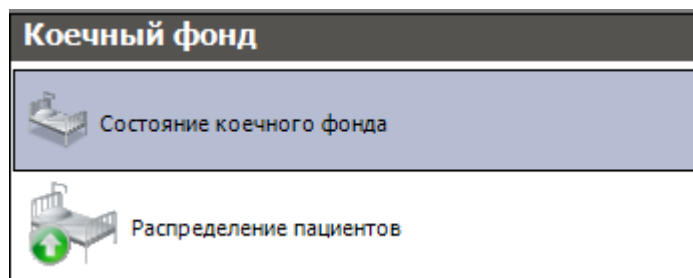 Коечный фонд
Состояние коечного фонда
Распределение пациентов